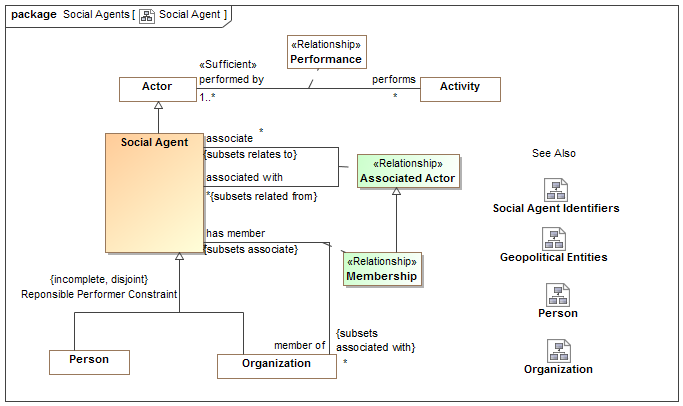 package Social Agents [ Social Agent ]
«Relationship»
Performance
«Sufficient»
performed by
performs
Actor
Activity
1..*
*
Social Agent
associate
*
{subsets relates to}
associated with
*{subsets related from}
«Relationship»
Associated Actor
See Also
Social Agent Identifiers
Geopolitical Entities
Person
Organization
has member
*
{subsets associate}
«Relationship»
Membership
{incomplete, disjoint}
Reponsible Performer Constraint
member of
{subsets
associated with}
*
Person
Organization